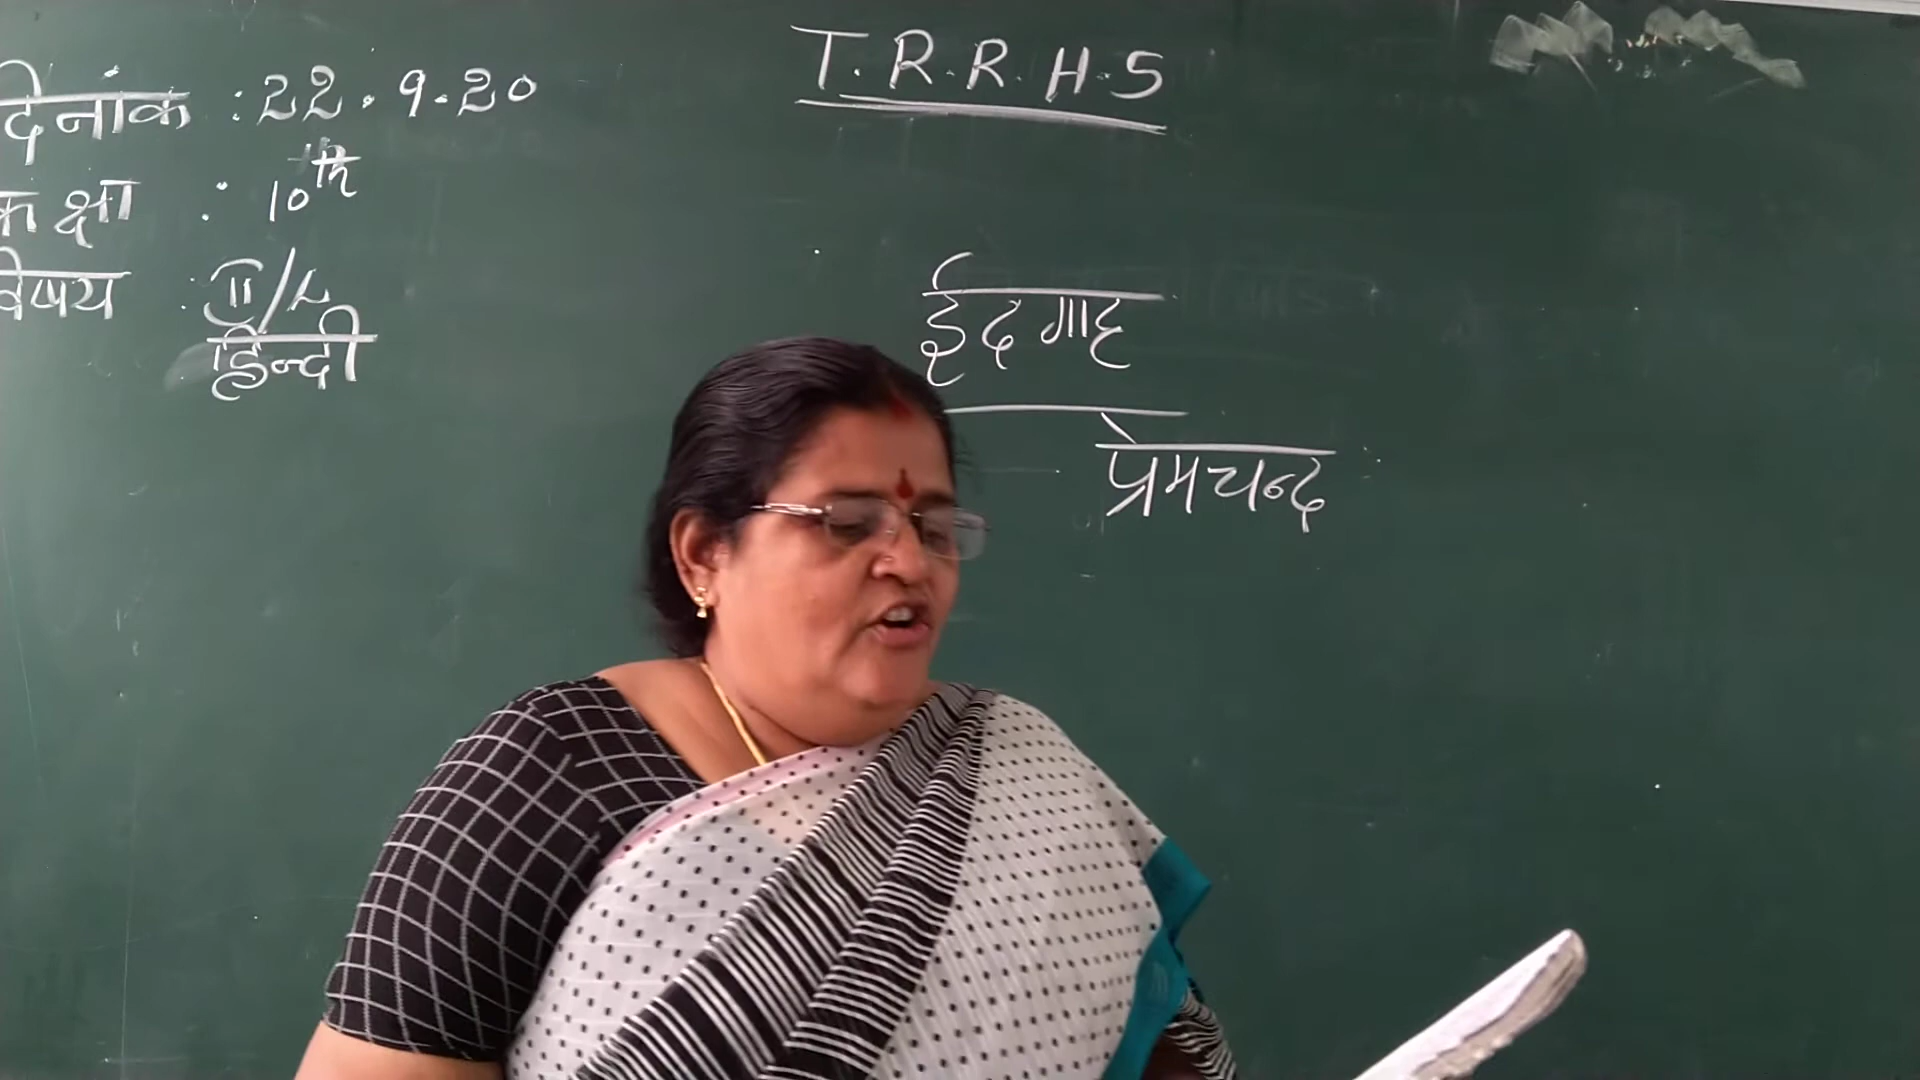 T.R.R.H.S
दिनांक : 22.9.20
कक्षा : 10th
विषय : II/L
हिन्दी
ईदगाह
प्रेमचन्द